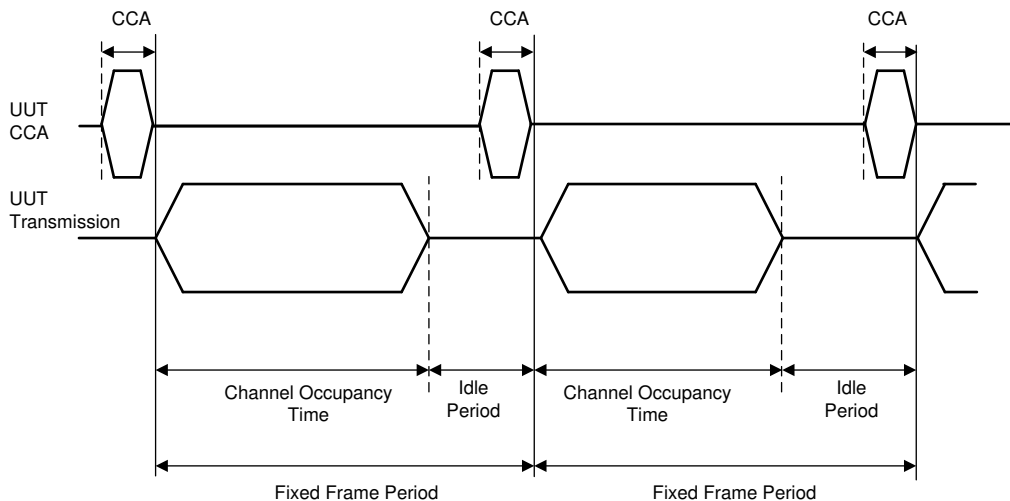 CCA
CCA
CCA
UUT
CCA
UUT
Transmission
Channel Occupancy
Time
Idle
Period
Channel Occupancy
Time
Idle
Period
Fixed Frame Period
Fixed Frame Period